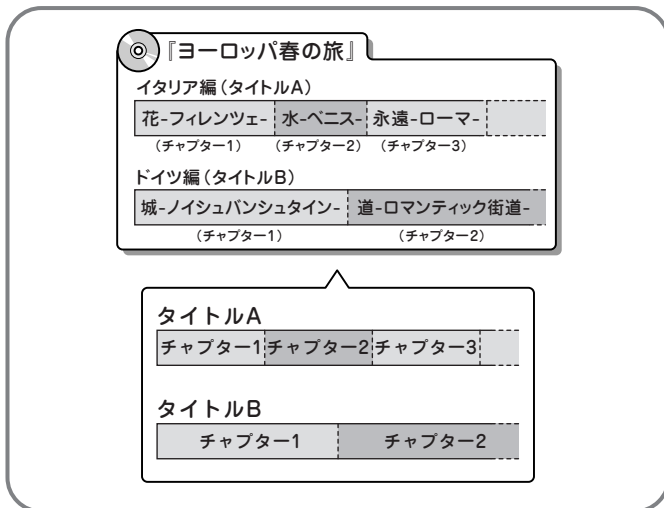 『ヨーロッパ春の旅』
イタリア編（タイトルA）
花-フィレンツェ- 水-ベニス- 永遠-ローマ-
（チャプター1） （チャプター2） （チャプター3）
ドイツ編（タイトルB）
城-ノイシュバンシュタイン- 道-ロマンティック街道-
（チャプター1） （チャプター2）
タイトルA
チャプター1 チャプター2 チャプター3
タイトルB
チャプター1 チャプター2